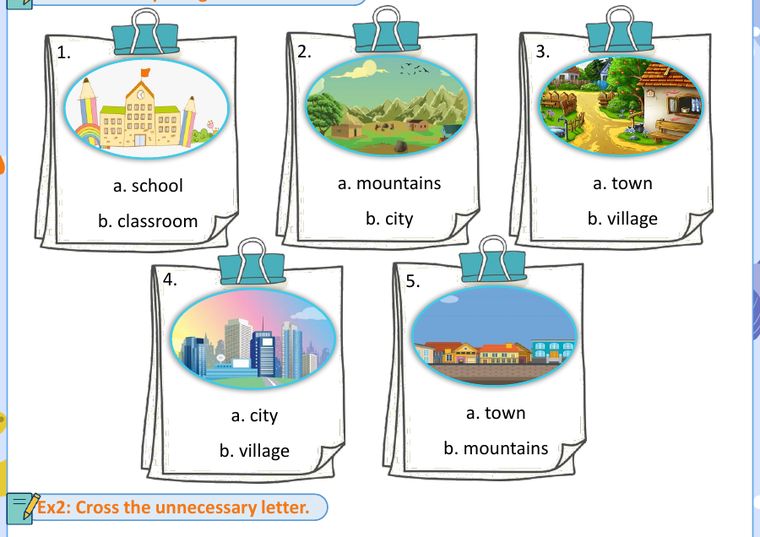 1.
a. school
b. classroom
2.
a. mountains
b. city
3.
a. town
b. village
4.
a. city
b. village
5.
a. town
b. mountains
Ex2: Cross the unnecessary letter.